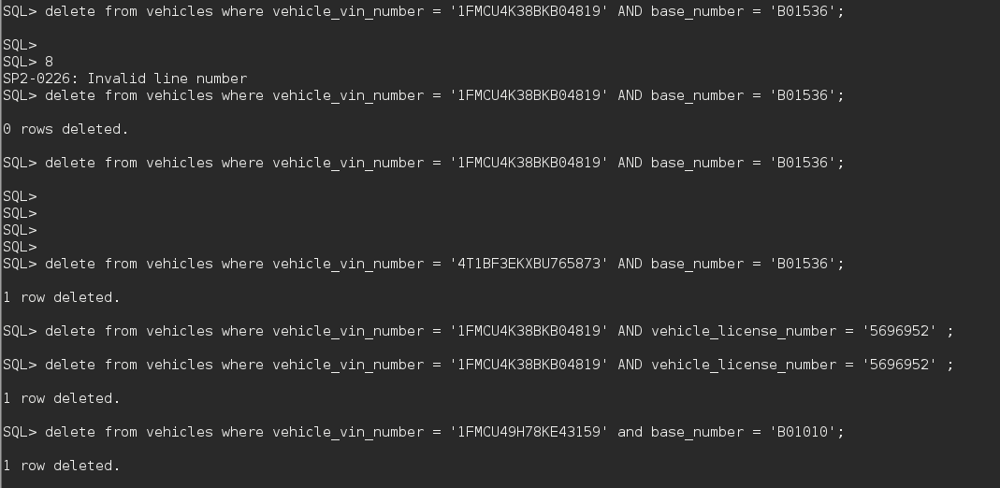 SQL> delete from vehicles where vehicle_vin_number = '1FMCU4K38BKB04819' AND base_number = 'B01536';
SQL>
SQL> 8
SP2-0226: Invalid line number
SQL> delete from vehicles where vehicle_vin_number = '1FMCU4K38BKB04819' AND base_number = 'B01536';
0 rows deleted.
SQL> delete from vehicles where vehicle_vin_number = '1FMCU4K38BKB04819' AND base_number = 'B01536';
SQL>
SQL>
SQL>
SQL>
SQL> delete from vehicles where vehicle_vin_number = '4T1BF3EKXBU765873' AND base_number = 'B01536';
1 row deleted.
SQL> delete from vehicles where vehicle_vin_number = '1FMCU4K38BKB04819' AND vehicle_license_number = '5696952' ;
SQL> delete from vehicles where vehicle_vin_number = '1FMCU4K38BKB04819' AND vehicle_license_number = '5696952' ;
1 row deleted.
SQL> delete from vehicles where vehicle_vin_number = '1FMCU49H78KE43159' and base_number = 'B01010';
1 row deleted.